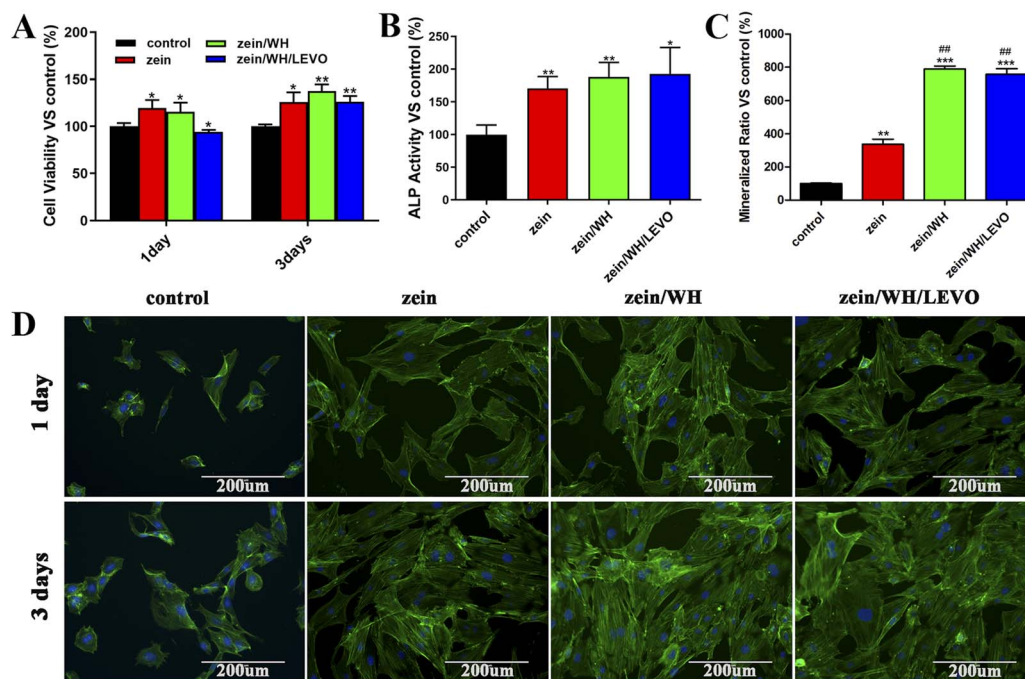 A
Cell Viability VS control (%)
200
150
100
50
0
control
zein
zein/WH
zein/WH/LEVO
* * *
* ** **
1day
3days
B
ALP Activity VS control (%)
250
200
150
100
50
0
** ** *
control
zein
zein/WH
zein/WH/LEVO
C
Mineralized Ratio VS control (%)
1000
800
600
400
200
0
## ##
** *** ***
control
zein
zein/WH
zein/WH/LEVO
D
control zein zein/WH zein/WH/LEVO
1 day
200um 200um 200um 200um
3 days
200um 200um 200um 200um